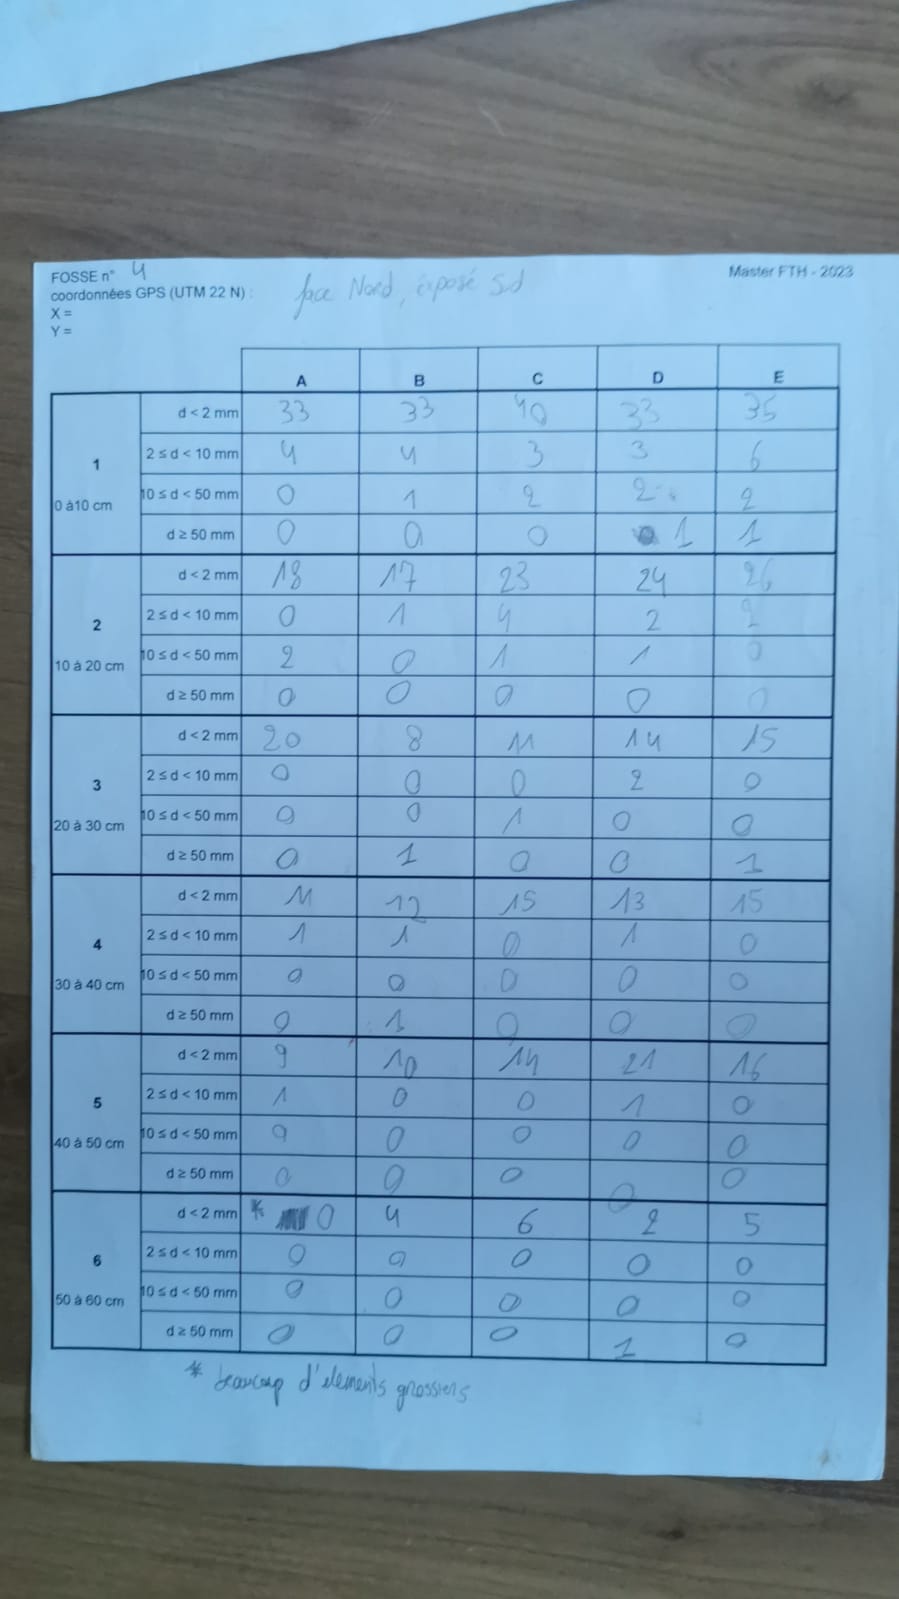 FOSSE n° 4
Master FTH - 2023
coordonnées GPS (UTM 22 N) :
face Nord, exposé Sud
X =
Y =
A B C D E
1
0 à10 cm
d < 2 mm 33 33 40 33 35
2 ≤ d < 10 mm 4 4 3 3 6
10 ≤ d < 50 mm 0 1 2 2 2
d ≥ 50 mm 0 0 0 1 1
2
10 à 20 cm
d < 2 mm 18 17 23 24 26
2 ≤ d < 10 mm 0 1 4 2 2
10 ≤ d < 50 mm 2 0 1 1 0
d ≥ 50 mm 0 0 0 0 0
3
20 à 30 cm
d < 2 mm 20 8 11 14 15
2 ≤ d < 10 mm 0 0 0 2 0
10 ≤ d < 50 mm 0 0 1 0 0
d ≥ 50 mm 0 1 0 0 1
4
30 à 40 cm
d < 2 mm 11 12 15 13 15
2 ≤ d < 10 mm 1 1 0 1 0
10 ≤ d < 50 mm 0 0 0 0 0
d ≥ 50 mm 0 1 0 0 0
5
40 à 50 cm
d < 2 mm 9 10 14 21 16
2 ≤ d < 10 mm 1 0 0 1 0
10 ≤ d < 50 mm 0 0 0 0
d ≥ 50 mm 0 0 0 0 0
6
50 à 60 cm
d < 2 mm * 0 4 6 2 5
2 ≤ d < 10 mm 0 0 0 0 0
10 ≤ d < 50 mm 0 0 0 0 0
d ≥ 50 mm 0 0 0 1 0
* beaucoup d'elements grossiers